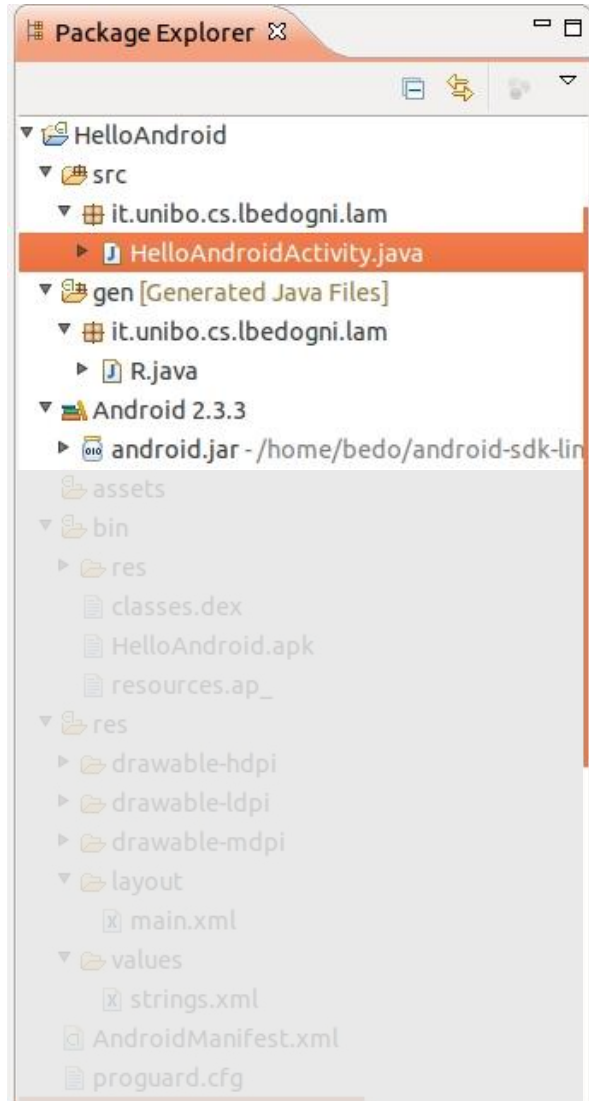 Package Explorer
HelloAndroid
src
it.unibo.cs.lbedogni.lam
HelloAndroidActivity.java
gen [Generated Java Files]
it.unibo.cs.lbedogni.lam
R.java
Android 2.3.3
android.jar - /home/bedo/android-sdk-lin
assets
bin
res
classes.dex
HelloAndroid.apk
resources.ap_
res
drawable-hdpi
drawable-ldpi
drawable-mdpi
layout
main.xml
values
strings.xml
AndroidManifest.xml
proguard.cfg